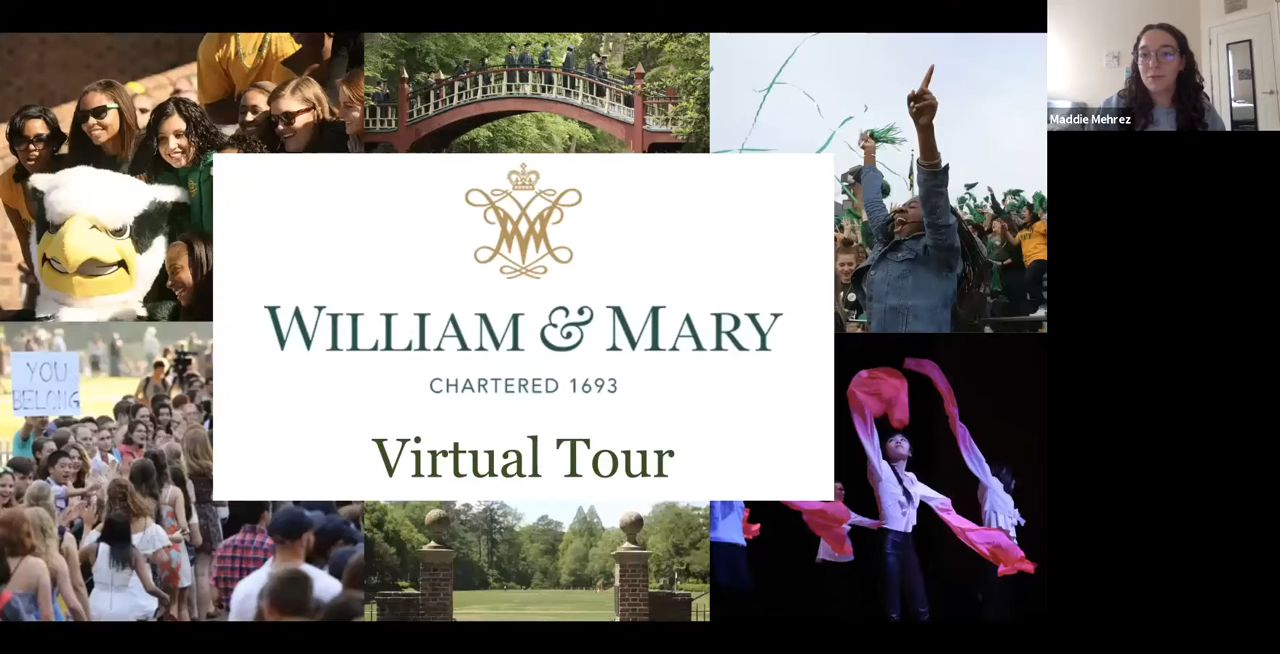 Maddie Mehrez
WILLIAM & MARY
CHARTERED 1693
Virtual Tour
YOU
BELONG